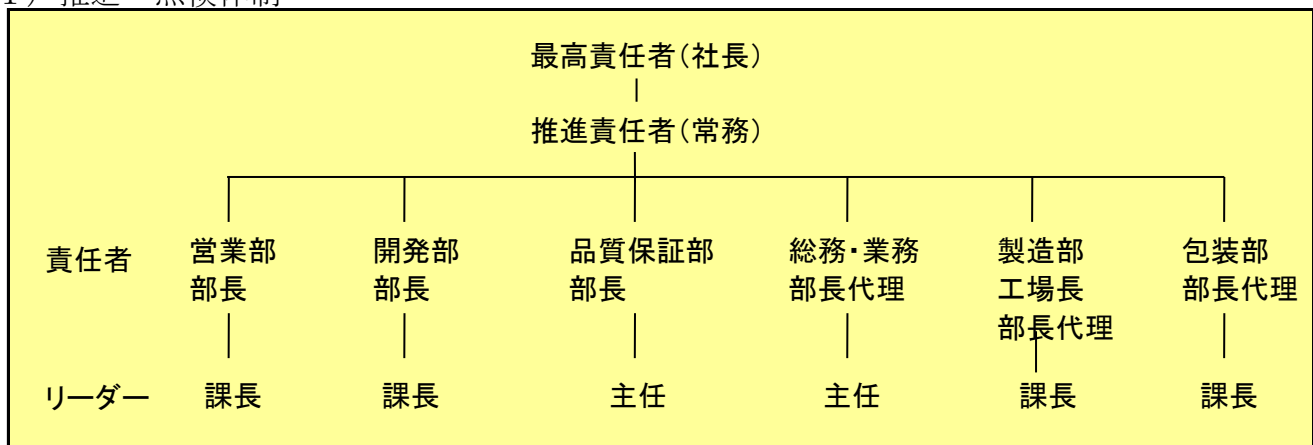 最高責任者（社長）
推進責任者（常務）
責任者
営業部
部長
開発部
部長
品質保証部
部長
総務・業務
部長代理
製造部
工場長
部長代理
包装部
部長代理
リーダー 課長 課長 主任 主任 課長 課長